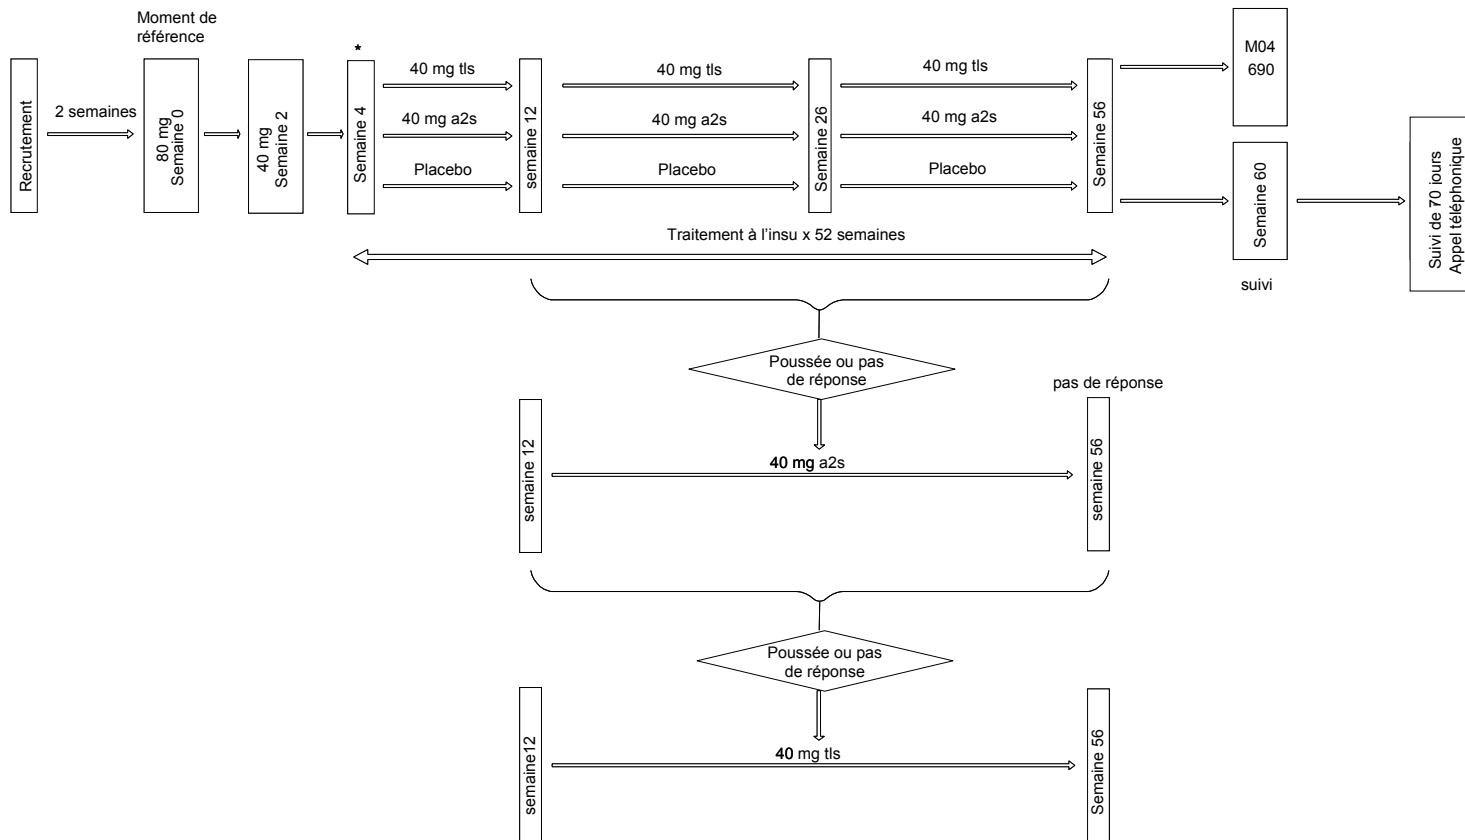 Moment de
référence
*
Recrutement
2 semaines
80 mg
Semaine 0
40 mg
Semaine 2
Semaine 4
40 mg tls
40 mg a2s
Placebo
semaine 12
40 mg tls
40 mg a2s
Placebo
Semaine 26
40 mg tls
40 mg a2s
Placebo
Semaine 56
M04
690
Semaine 60
suivi
Suivi de 70 jours
Appel téléphonique
Traitement à l'insu x 52 semaines
Poussée ou pas
de réponse
pas de réponse
semaine 12
40 mg a2s
semaine 56
Poussée ou pas
de réponse
semaine12
40 mg tls
Semaine 56